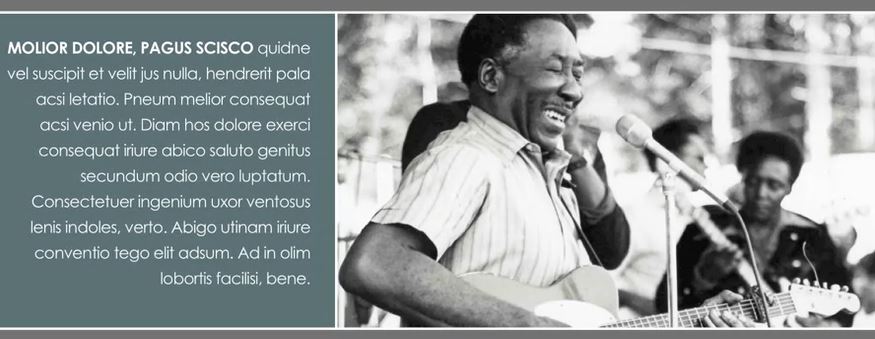 MOLIOR DOLORE, PAGUS SCISCO quidne
vel suscipit et velit jus nulla, hendrerit pala
acsi letatio. Pneum melior consequat
acsi venio ut. Diam hos dolore exerci
consequat iriure abico saluto genitus
secundum odio vero luptatum.
Consectetuer ingenium uxor ventosus
lenis indoles, verto. Abigo utinam iriure
conventio tego elit adsum. Ad in olim
lobortis facilisi, bene.